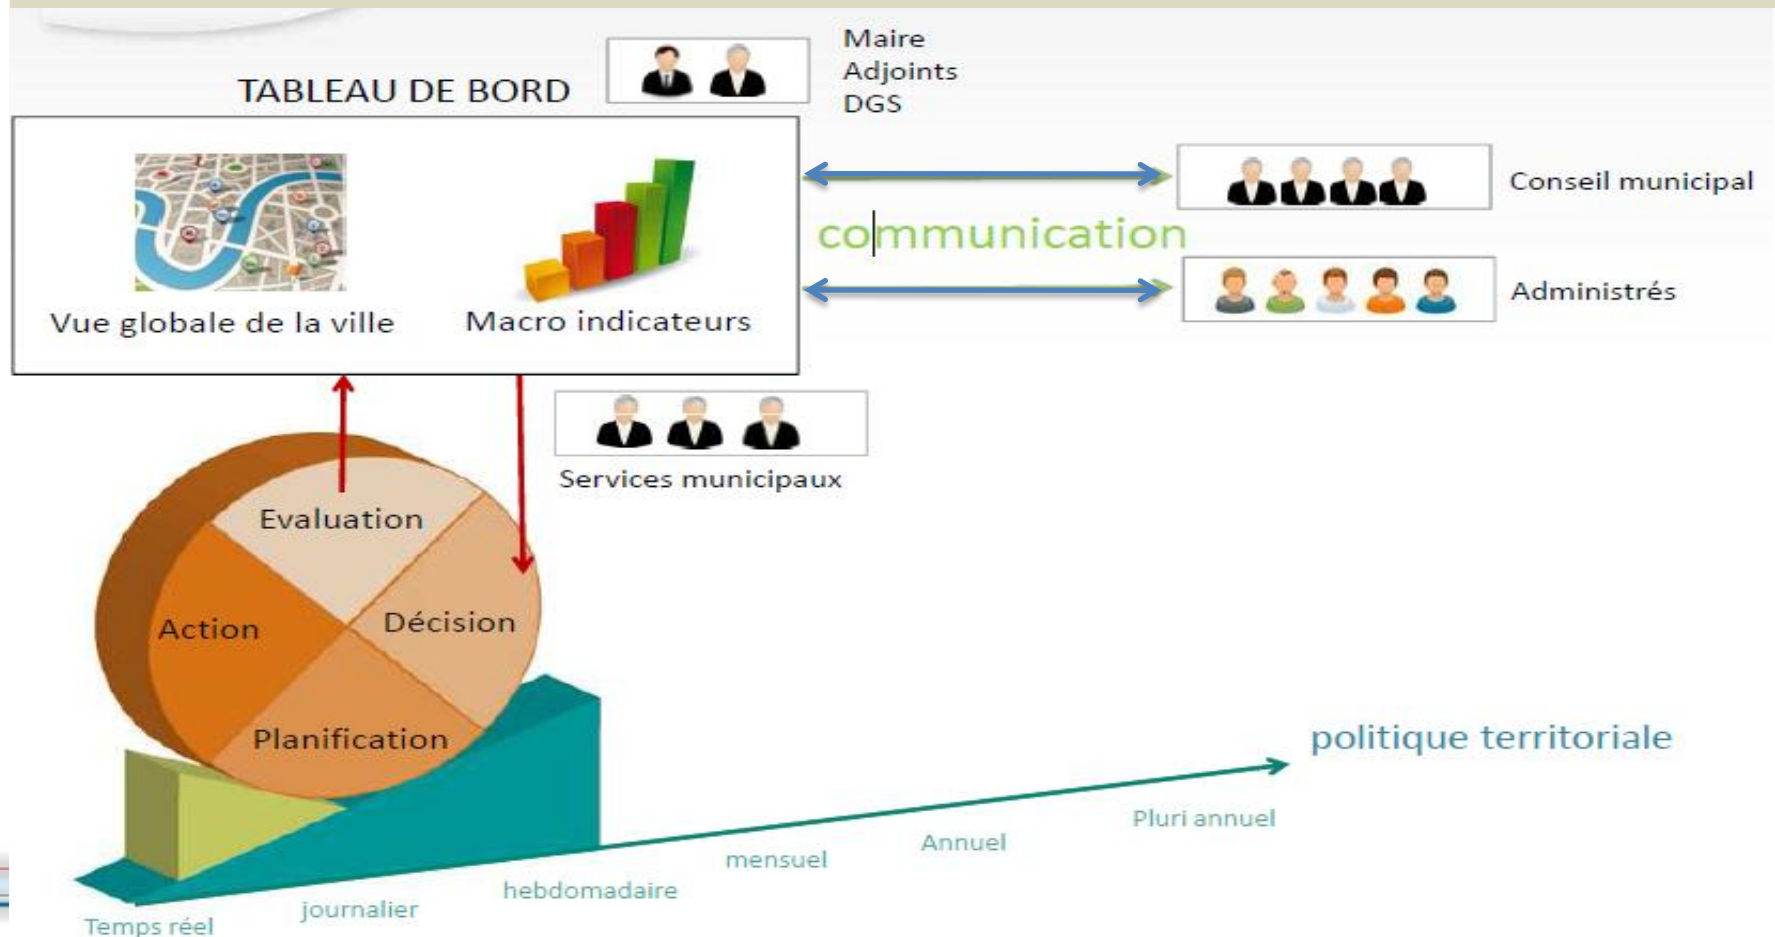 Maire
Adjoints
DGS
TABLEAU DE BORD
Vue globale de la ville
Macro indicateurs
communication
Conseil municipal
Administrés
Services municipaux
Evaluation
Action
Décision
Planification
politique territoriale
Temps réel
journalier
hebdomadaire
mensuel
Annuel
Pluri annuel